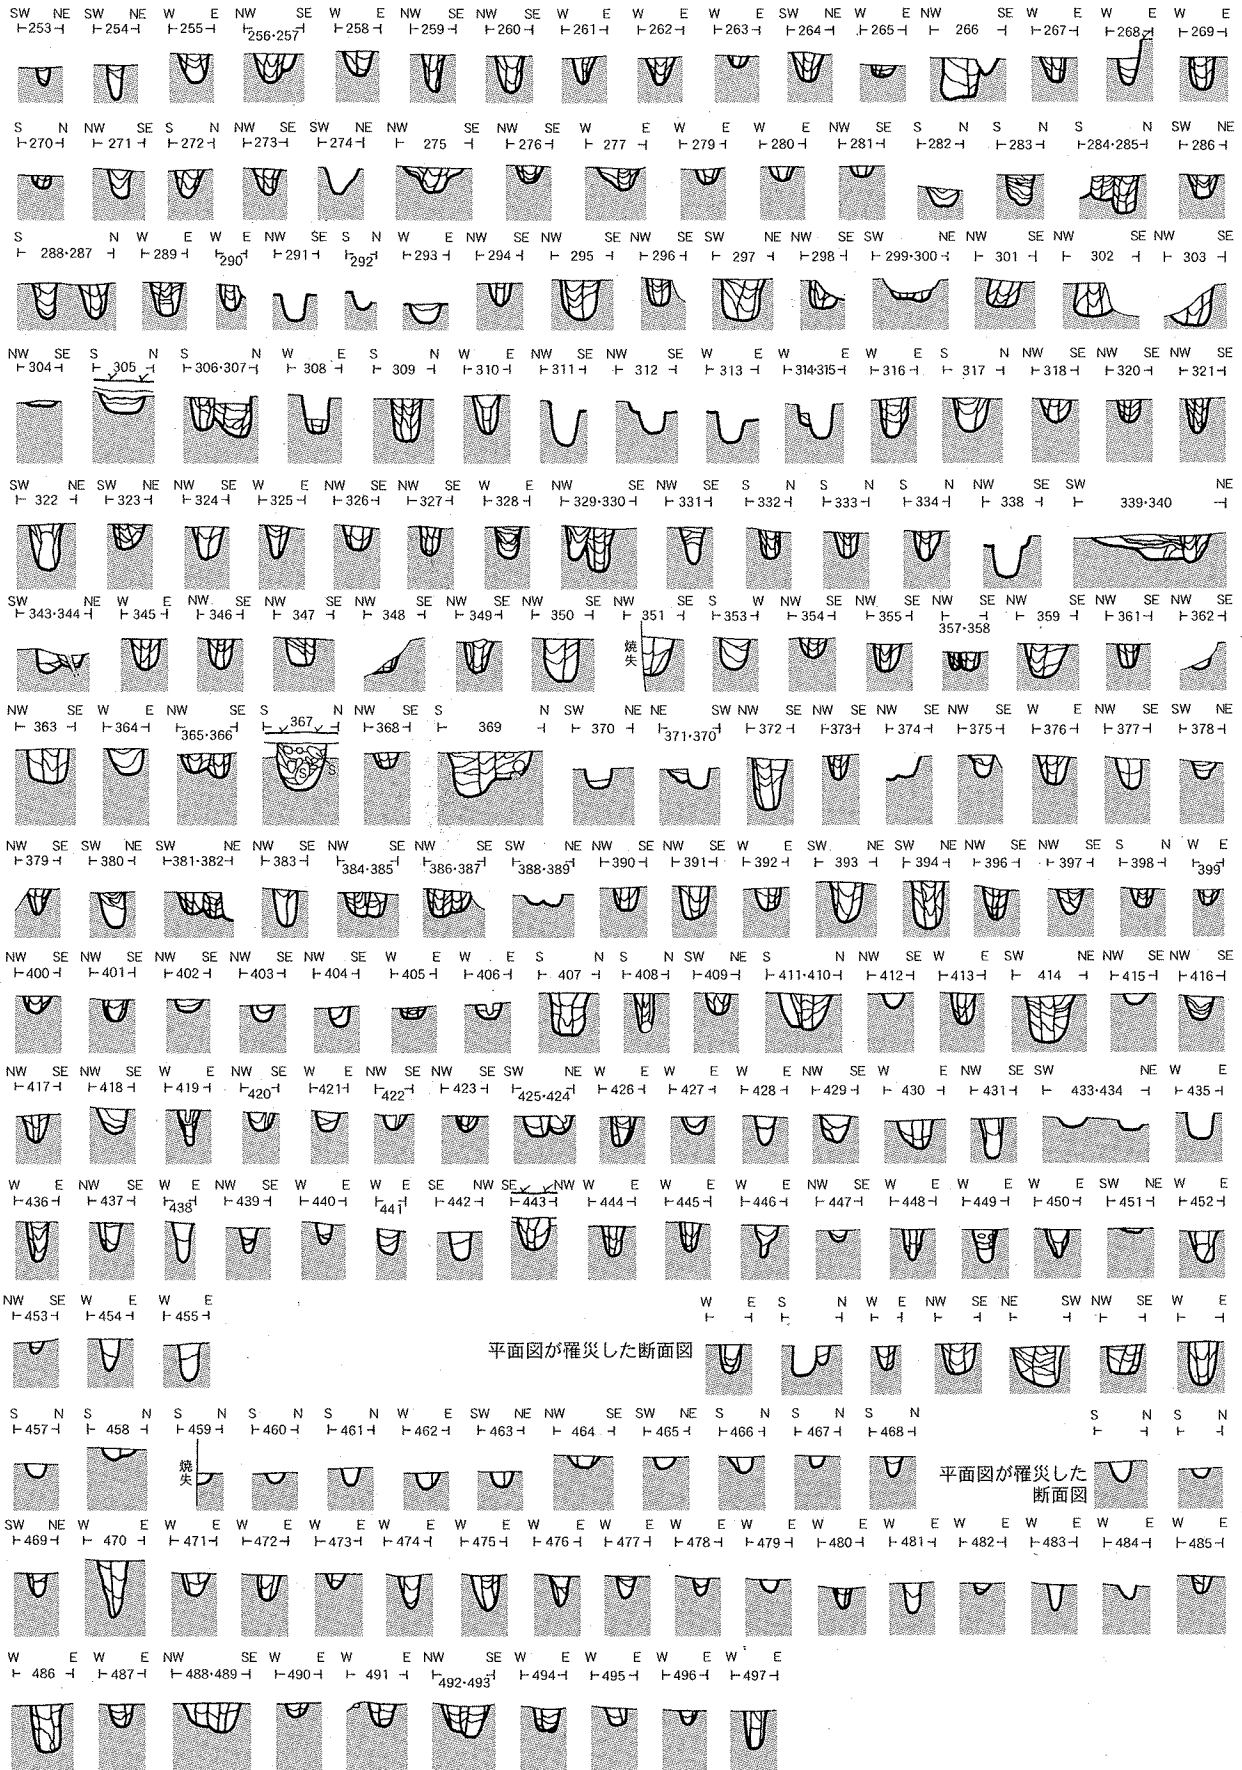 SW NE SW NE W E NW SE W E NW SE NW SE W E W E W E SW NE W E NW SE W E W E W E
253 254 255 256・257 258 259 260 261 262 263 264 265 266 267 268 269
S N NW SE S N NW SE SW NE NW SE NW SE W E W E W E NW SE S N S N S N SW NE
270 271 272 273 274 275 276 277 279 280 281 282 283 284・285 286
S N W E W E NW SE S N W E NW SE NW SE NW SE SW NE NW SE SW NE NW SE NW SE NW SE
288・287 289 290 291 292 293 294 295 296 297 298 299・300 301 302 303
NW SE S N S N W E S N W E NW SE NW SE W E W E W E S N NW SE NW SE NW SE
304 305 306・307 308 309 310 311 312 313 314・315 316 317 318 320 321
SW NE SW NE NW SE W E NW SE NW SE W E NW SE NW SE S N S N S N NW SE SW NE
322 323 324 325 326 327 328 329・330 331 332 333 334 338 339・340
SW NE W E NW SE NW SE NW SE NW SE NW SE NW SE S W NW SE NW SE NW SE NW SE NW SE NW SE
343・344 345 346 347 348 349 350 351 353 354 355 357・358 359 361 362
焼失
NW SE W E NW SE S N NW SE S N SW NE NE SW NW SE NW SE NW SE NW SE W E NW SE SW NE
363 364 365・366 367 368 369 370 371・370 372 373 374 375 376 377 378
S S
NW SE SW NE SW NE NW SE NW SE NW SE SW NE NW SE NW SE W E SW NE SW NE NW SE NW SE S N W E
379 380 381・382 383 384・385 386・387 388・389 390 391 392 393 394 396 397 398 399
NW SE NW SE NW SE NW SE NW SE W E W E S N S N SW NE S N NW SE W E SW NE NW SE NW SE
400 401 402 403 404 405 406 407 408 409 411・410 412 413 414 415 416
NW SE NW SE W E NW SE W E NW SE NW SE SW NE W E W E W E NW SE W E NW SE SW NE W E
417 418 419 420 421 422 423 425・424 426 427 428 429 430 431 433・434 435
W E NW SE W E NW SE W E W E SE NW SE NW W E W E W E NW SE W E W E W E SW NE W E
436 437 438 439 440 441 442 443 444 445 446 447 448 449 450 451 452
NW SE W E W E W E S N W E NW SE NE SW NW SE W E
453 454 455
平面図が罹災した断面図
S N S N S N S N S N W E SW NE NW SE SW NE S N S N S N S N S N
457 458 459 460 461 462 463 464 465 466 467 468
焼失
平面図が罹災した
断面図
SW NE W E W E W E W E W E W E W E W E W E W E W E W E W E W E W E W E
469 470 471 472 473 474 475 476 477 478 479 480 481 482 483 484 485
W E W E NW SE W E W E NW SE W E W E W E W E
486 487 488・489 490 491 492・493 494 495 496 497